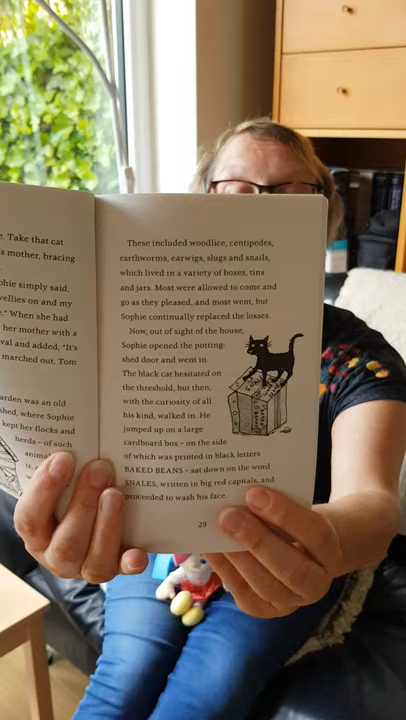 e. Take that cat
s mother, bracing
phie simply said,
vellies on and my
e." When she had
her mother with a
val and added, "It's
marched out, Tom
arden was an old
shed, where Sophie
kept her flocks and
herds – of such
These included woodlice, centipedes,
earthworms, earwigs, slugs and snails,
which lived in a variety of boxes, tins
and jars. Most were allowed to come and
go as they pleased, and most went, but
Sophie continually replaced the losses.
Now, out of sight of the house,
Sophie opened the potting-
shed door and went in.
The black cat hesitated on
the threshold, but then,
with the curiosity of all
his kind, walked in. He
jumped up on a large
cardboard box – on the side
of which was printed in black letters
BAKED BEANS – sat down on the word
SNALES, written in big red capitals, and
proceeded to wash his face.
29